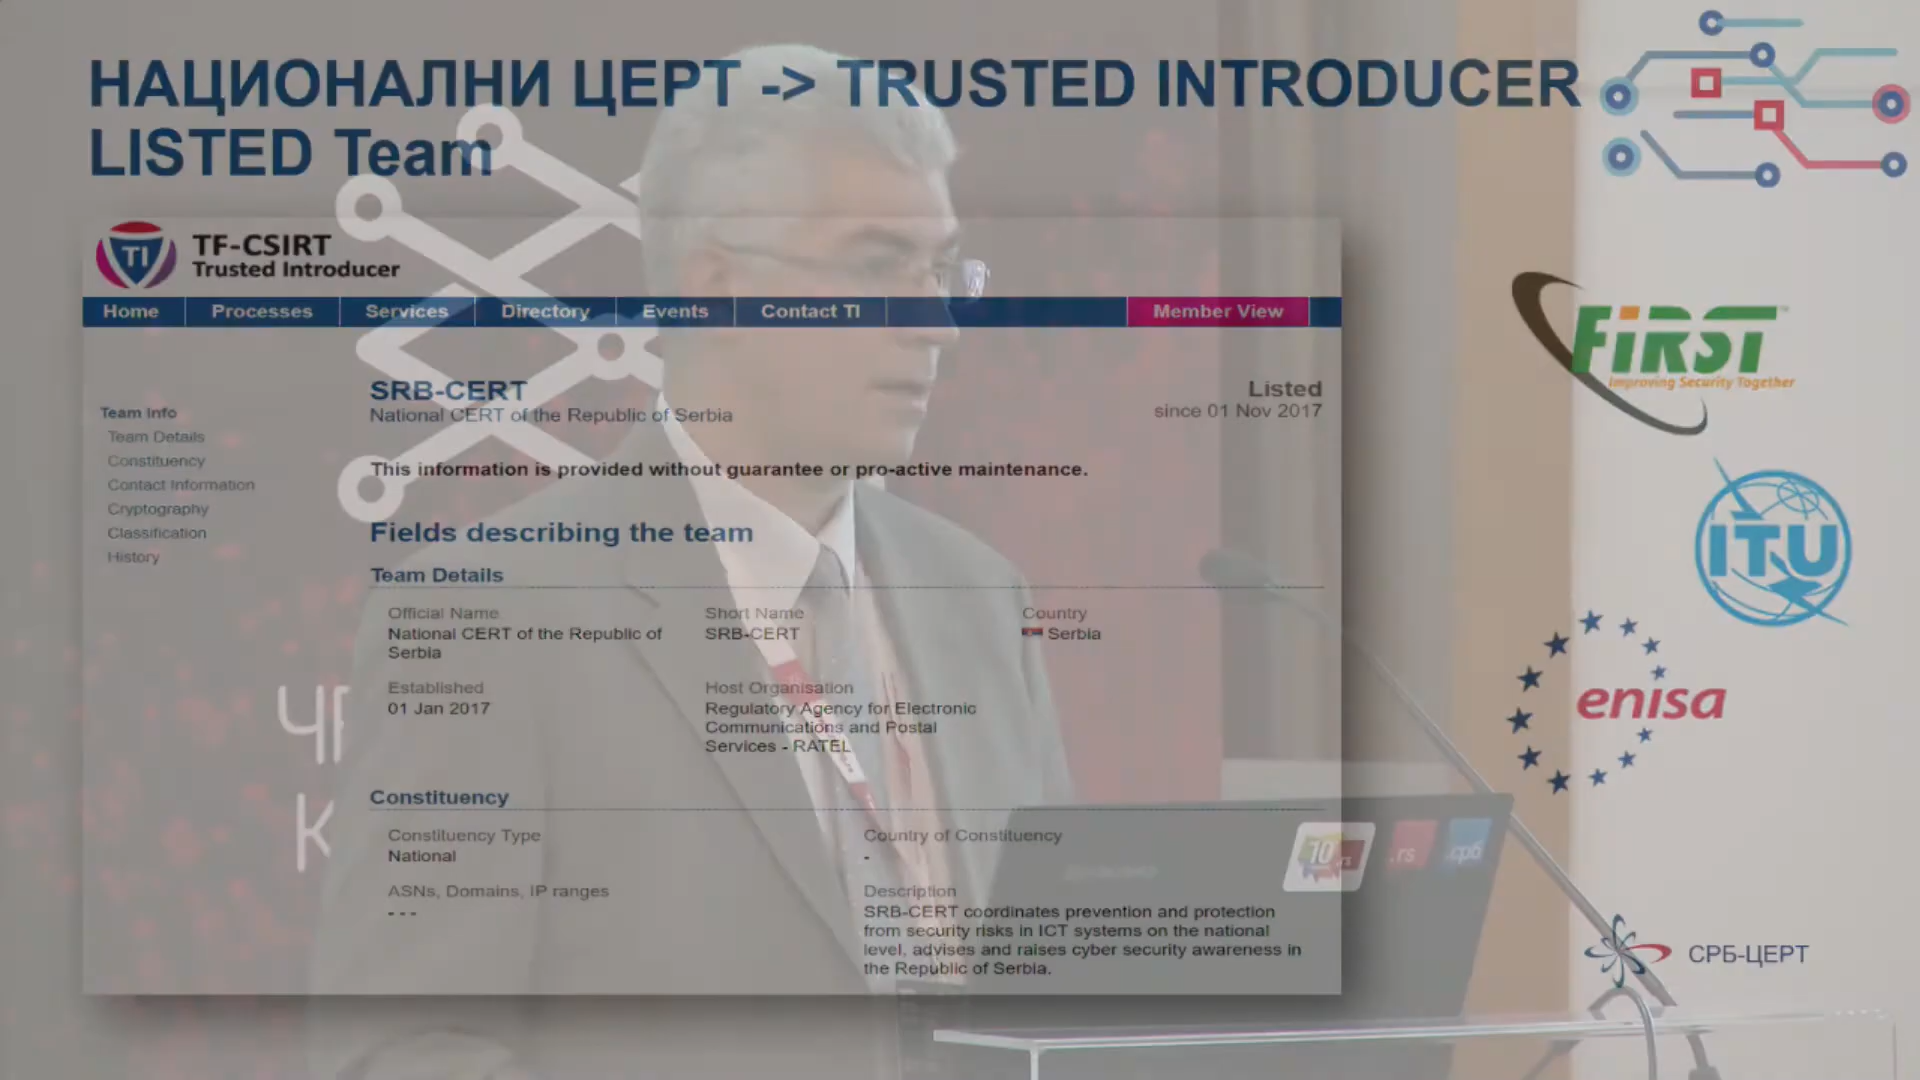 НАЦИОНАЛНИ ЦЕРТ -> TRUSTED INTRODUCER
LISTED Team
TI
TF-CSIRT
Trusted Introducer
Home Processes Services Directory Events Contact TI Member View
SRB-CERT
National CERT of the Republic of Serbia
Listed
since 01 Nov 2017
Team Info
Team Details
Constituency
Contact Information
Cryptography
Classification
History
This information is provided without guarantee or pro-active maintenance.
Fields describing the team
Team Details
Official Name
National CERT of the Republic of
Serbia
Short Name
SRB-CERT
Country
Serbia
Established
01 Jan 2017
Host Organisation
Regulatory Agency for Electronic
Communications and Postal
Services - RATEL
Constituency
Constituency Type
National
Country of Constituency
-
ASNs, Domains, IP ranges
- - -
Description
SRB-CERT coordinates prevention and protection
from security risks in ICT systems on the national
level, advises and raises cyber security awareness in
the Republic of Serbia.
FiRST
Improving Security Together
ITU
enisa
СРБ-ЦЕРТ
10 .rs
.rs
.срб